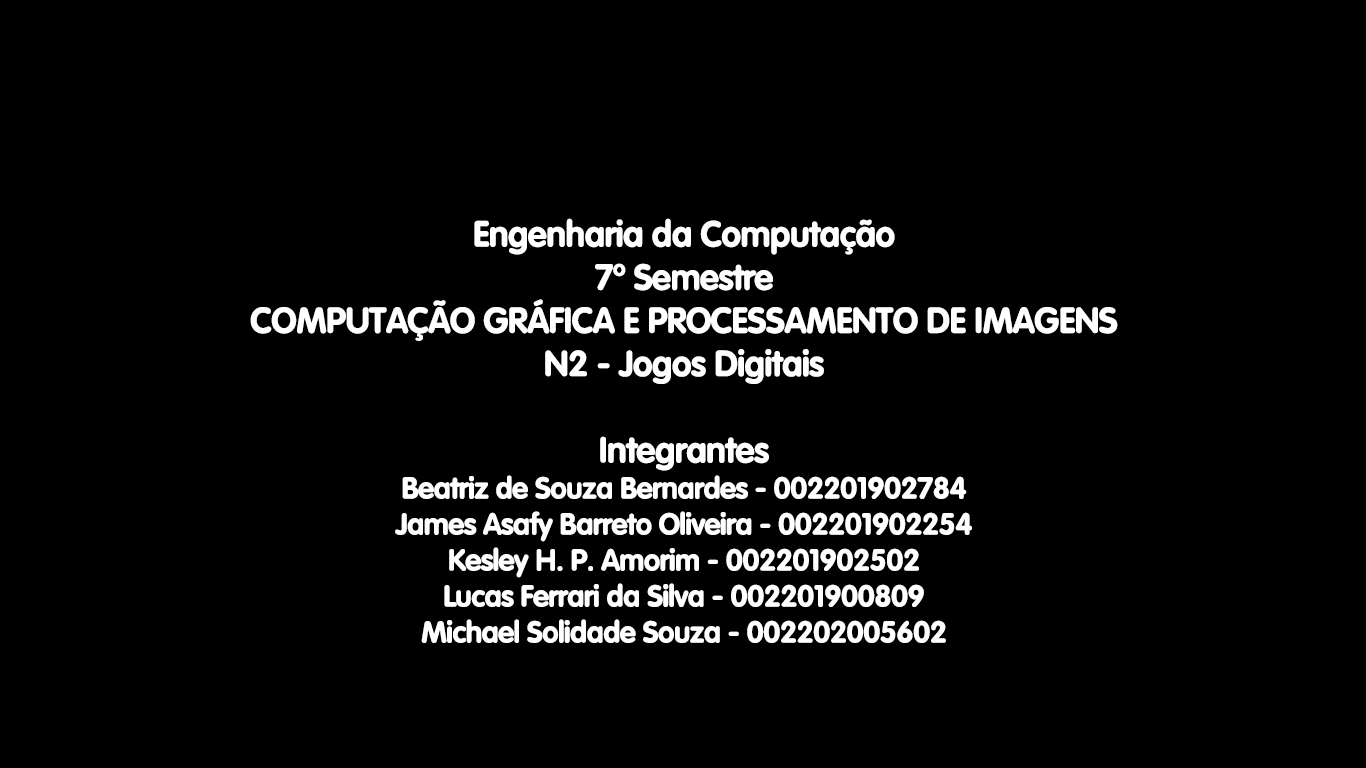 Engenharia da Computação
7º Semestre
COMPUTAÇÃO GRÁFICA E PROCESSAMENTO DE IMAGENS
N2 - Jogos Digitais
Integrantes
Beatriz de Souza Bernardes - 002201902784
James Asafy Barreto Oliveira - 002201902254
Kesley H. P. Amorim - 002201902502
Lucas Ferrari da Silva - 002201900809
Michael Solidade Souza - 002202005602